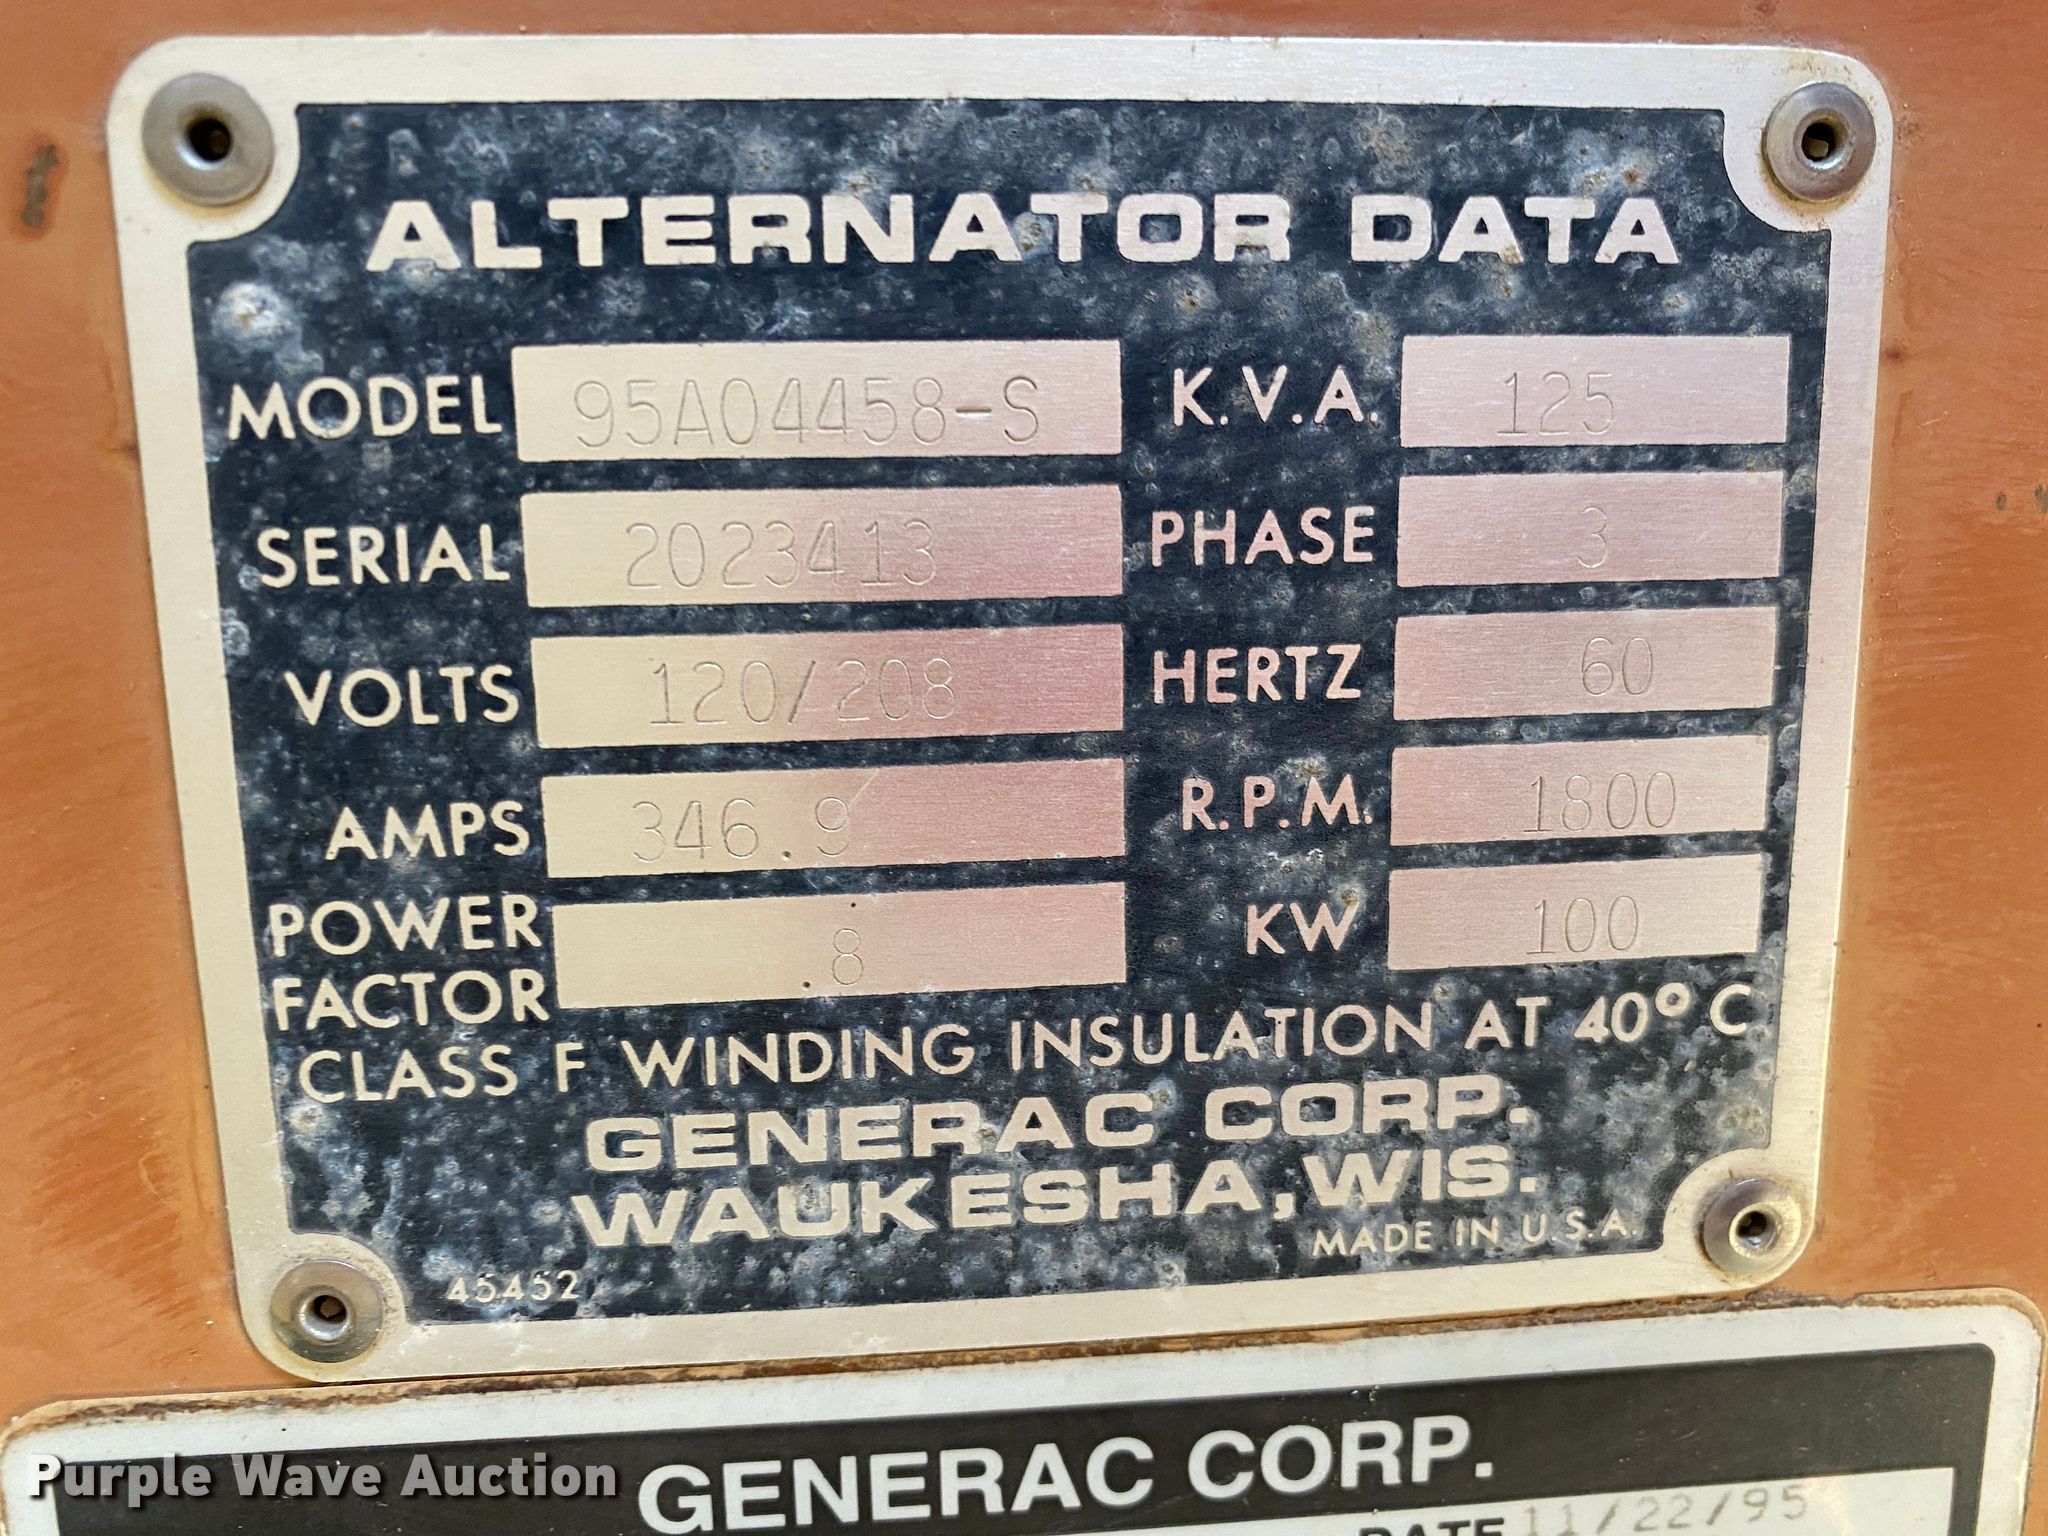 ALTERNATOR DATA
MODEL 95A04458-S K.V.A. 125
SERIAL 2023413 PHASE 3
VOLTS 120/208 HERTZ 60
AMPS 346.9 R.P.M. 1800
POWER FACTOR .8 KW 100
CLASS F WINDING INSULATION AT 40° C
GENERAC CORP.
WAUKESHA, WIS.
MADE IN U.S.A.
45452
GENERAC CORP.
DATE 11/22/95
Purple Wave Auction